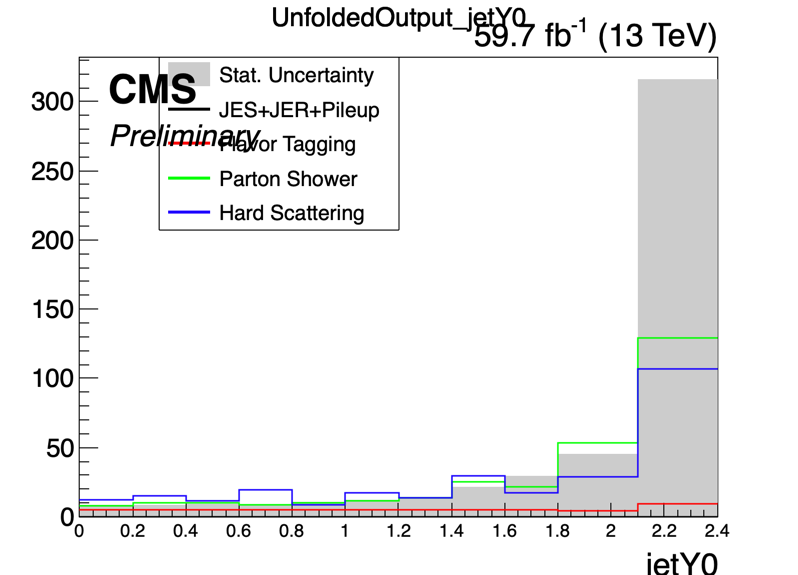 UnfoldedOutput_jetY0
59.7 fb-1 (13 TeV)
CMS
Preliminary
Stat. Uncertainty
JES+JER+Pileup
Flavor Tagging
Parton Shower
Hard Scattering
300
250
200
150
100
50
0
0 0.2 0.4 0.6 0.8 1 1.2 1.4 1.6 1.8 2 2.2 2.4
jetY0